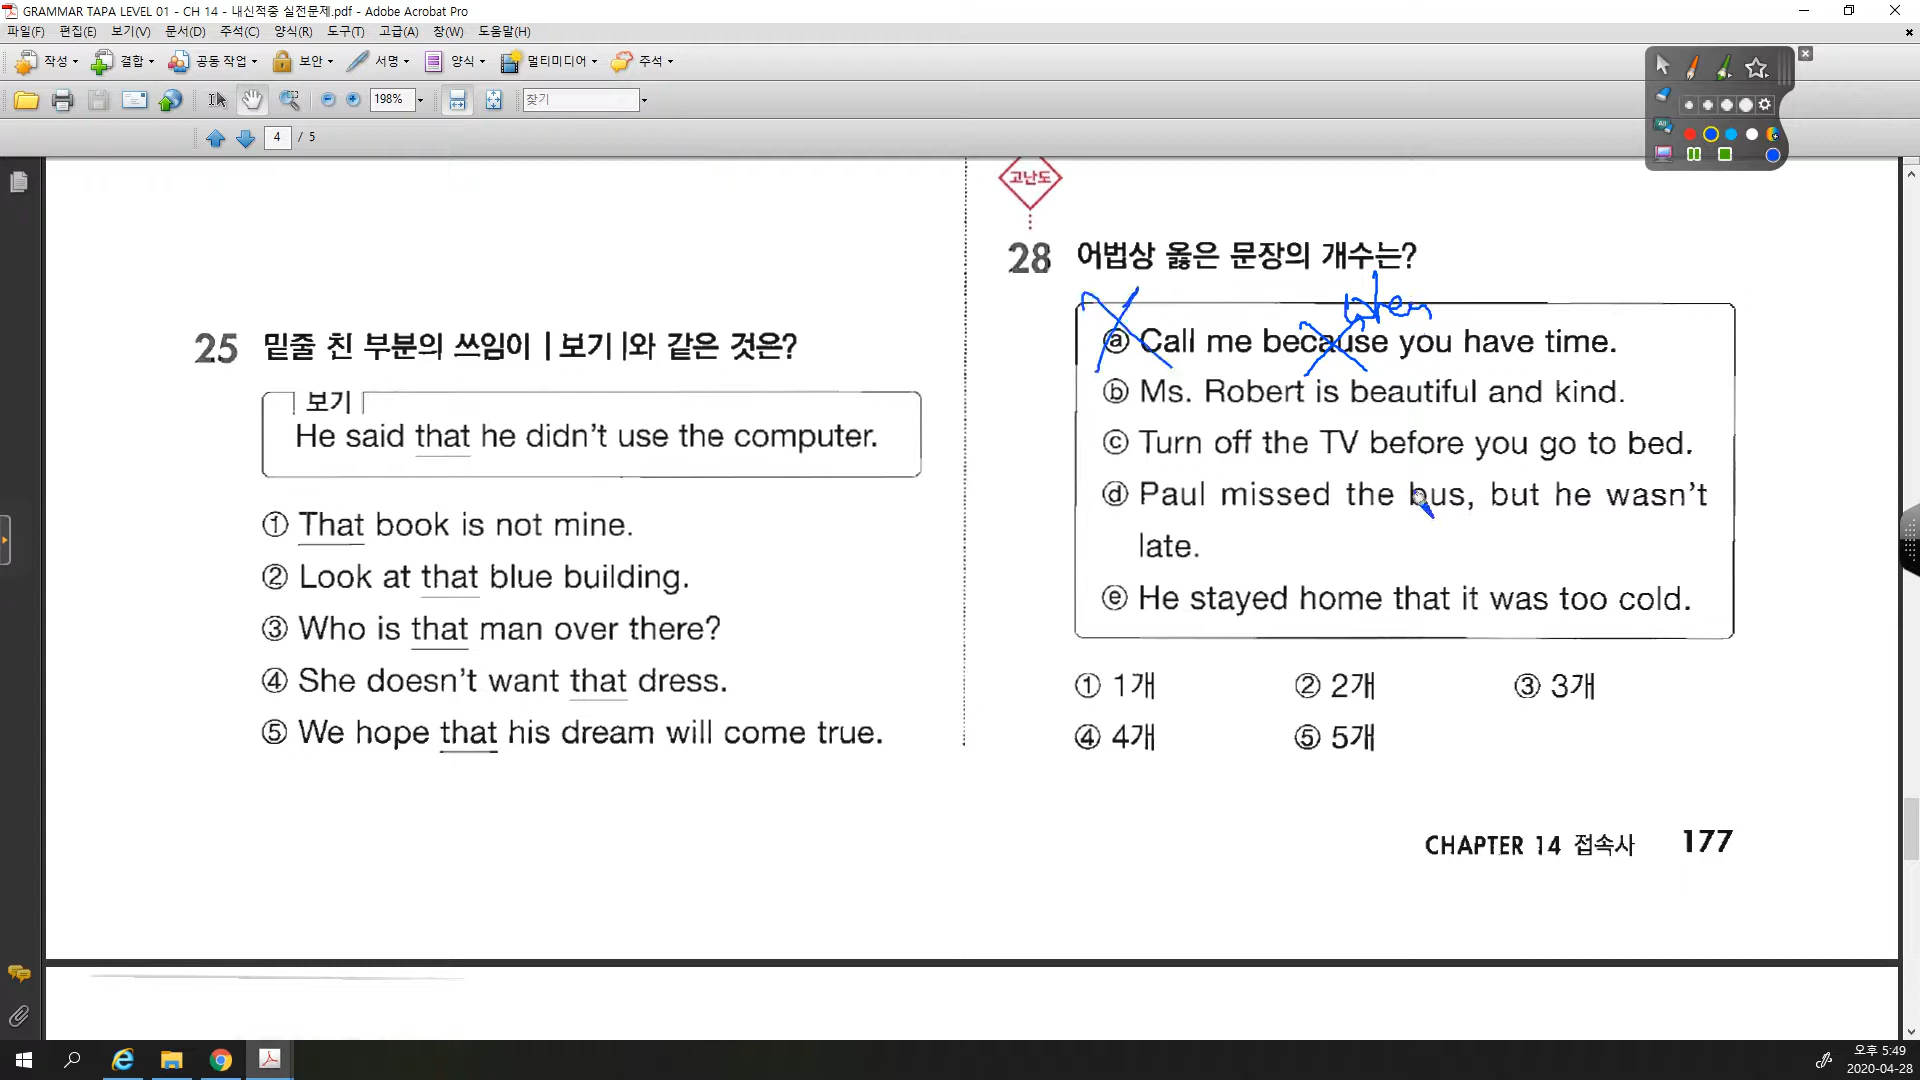 GRAMMAR TAPA LEVEL 01 - CH 14 - 내신적중 실전문제.pdf - Adobe Acrobat Pro
파일(F) 편집(E) 보기(V) 문서(D) 주석(C) 양식(R) 도구(T) 고급(A) 창(W) 도움말(H)
작성 결합 공동 작업 보안 서명 양식 멀티미디어 주석
198% 찾기
4 / 5
25 밑줄 친 부분의 쓰임이 |보기|와 같은 것은?
보기
He said that he didn't use the computer.
① That book is not mine.
② Look at that blue building.
③ Who is that man over there?
④ She doesn't want that dress.
⑤ We hope that his dream will come true.
고난도
28 어법상 옳은 문장의 개수는?
when
ⓐ Call me because you have time.
ⓑ Ms. Robert is beautiful and kind.
ⓒ Turn off the TV before you go to bed.
ⓓ Paul missed the bus, but he wasn't
late.
ⓔ He stayed home that it was too cold.
① 1개 ② 2개 ③ 3개
④ 4개 ⑤ 5개
CHAPTER 14 접속사 177
오후 5:49
2020-04-28